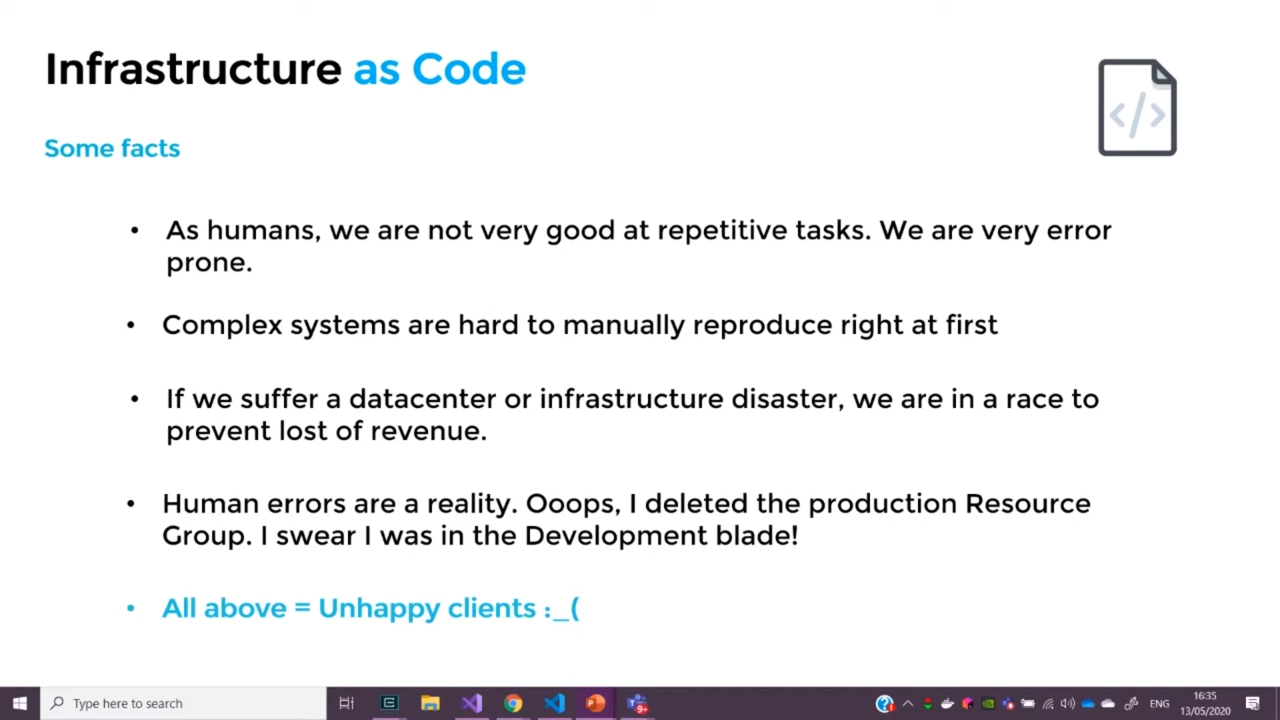 Infrastructure as Code
</>
Some facts
• As humans, we are not very good at repetitive tasks. We are very error
prone.
• Complex systems are hard to manually reproduce right at first
• If we suffer a datacenter or infrastructure disaster, we are in a race to
prevent lost of revenue.
• Human errors are a reality. Ooops, I deleted the production Resource
Group. I swear I was in the Development blade!
• All above = Unhappy clients :_(
Type here to search
9+
ENG
16:35
13/05/2020